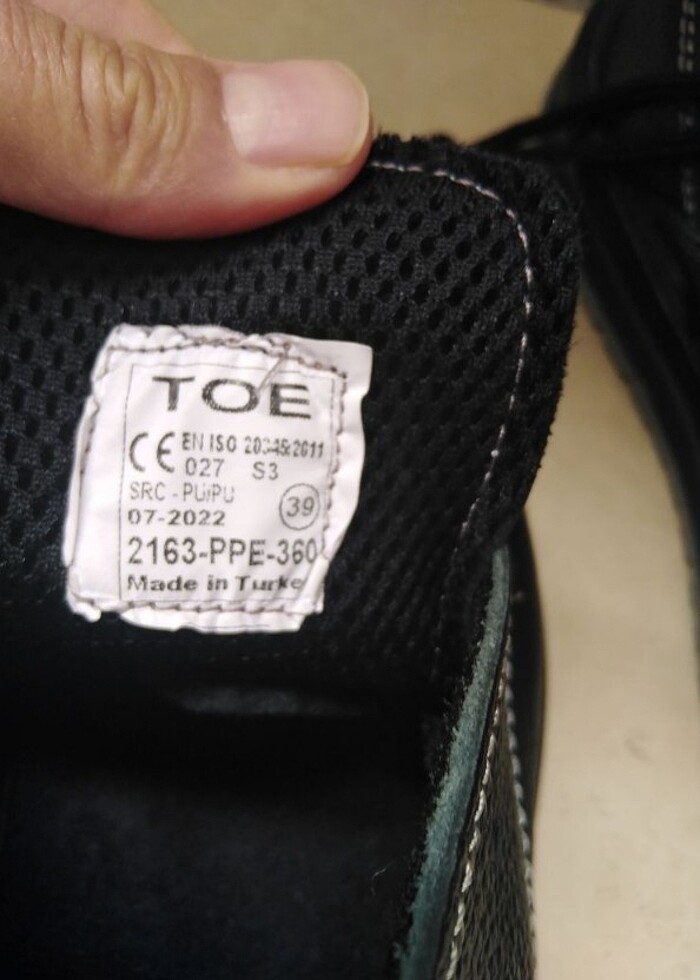 TOE
CE EN ISO 20345:2011
027 S3
SRC - PU/PU
39
07-2022
2163-PPE-360
Made in Turke